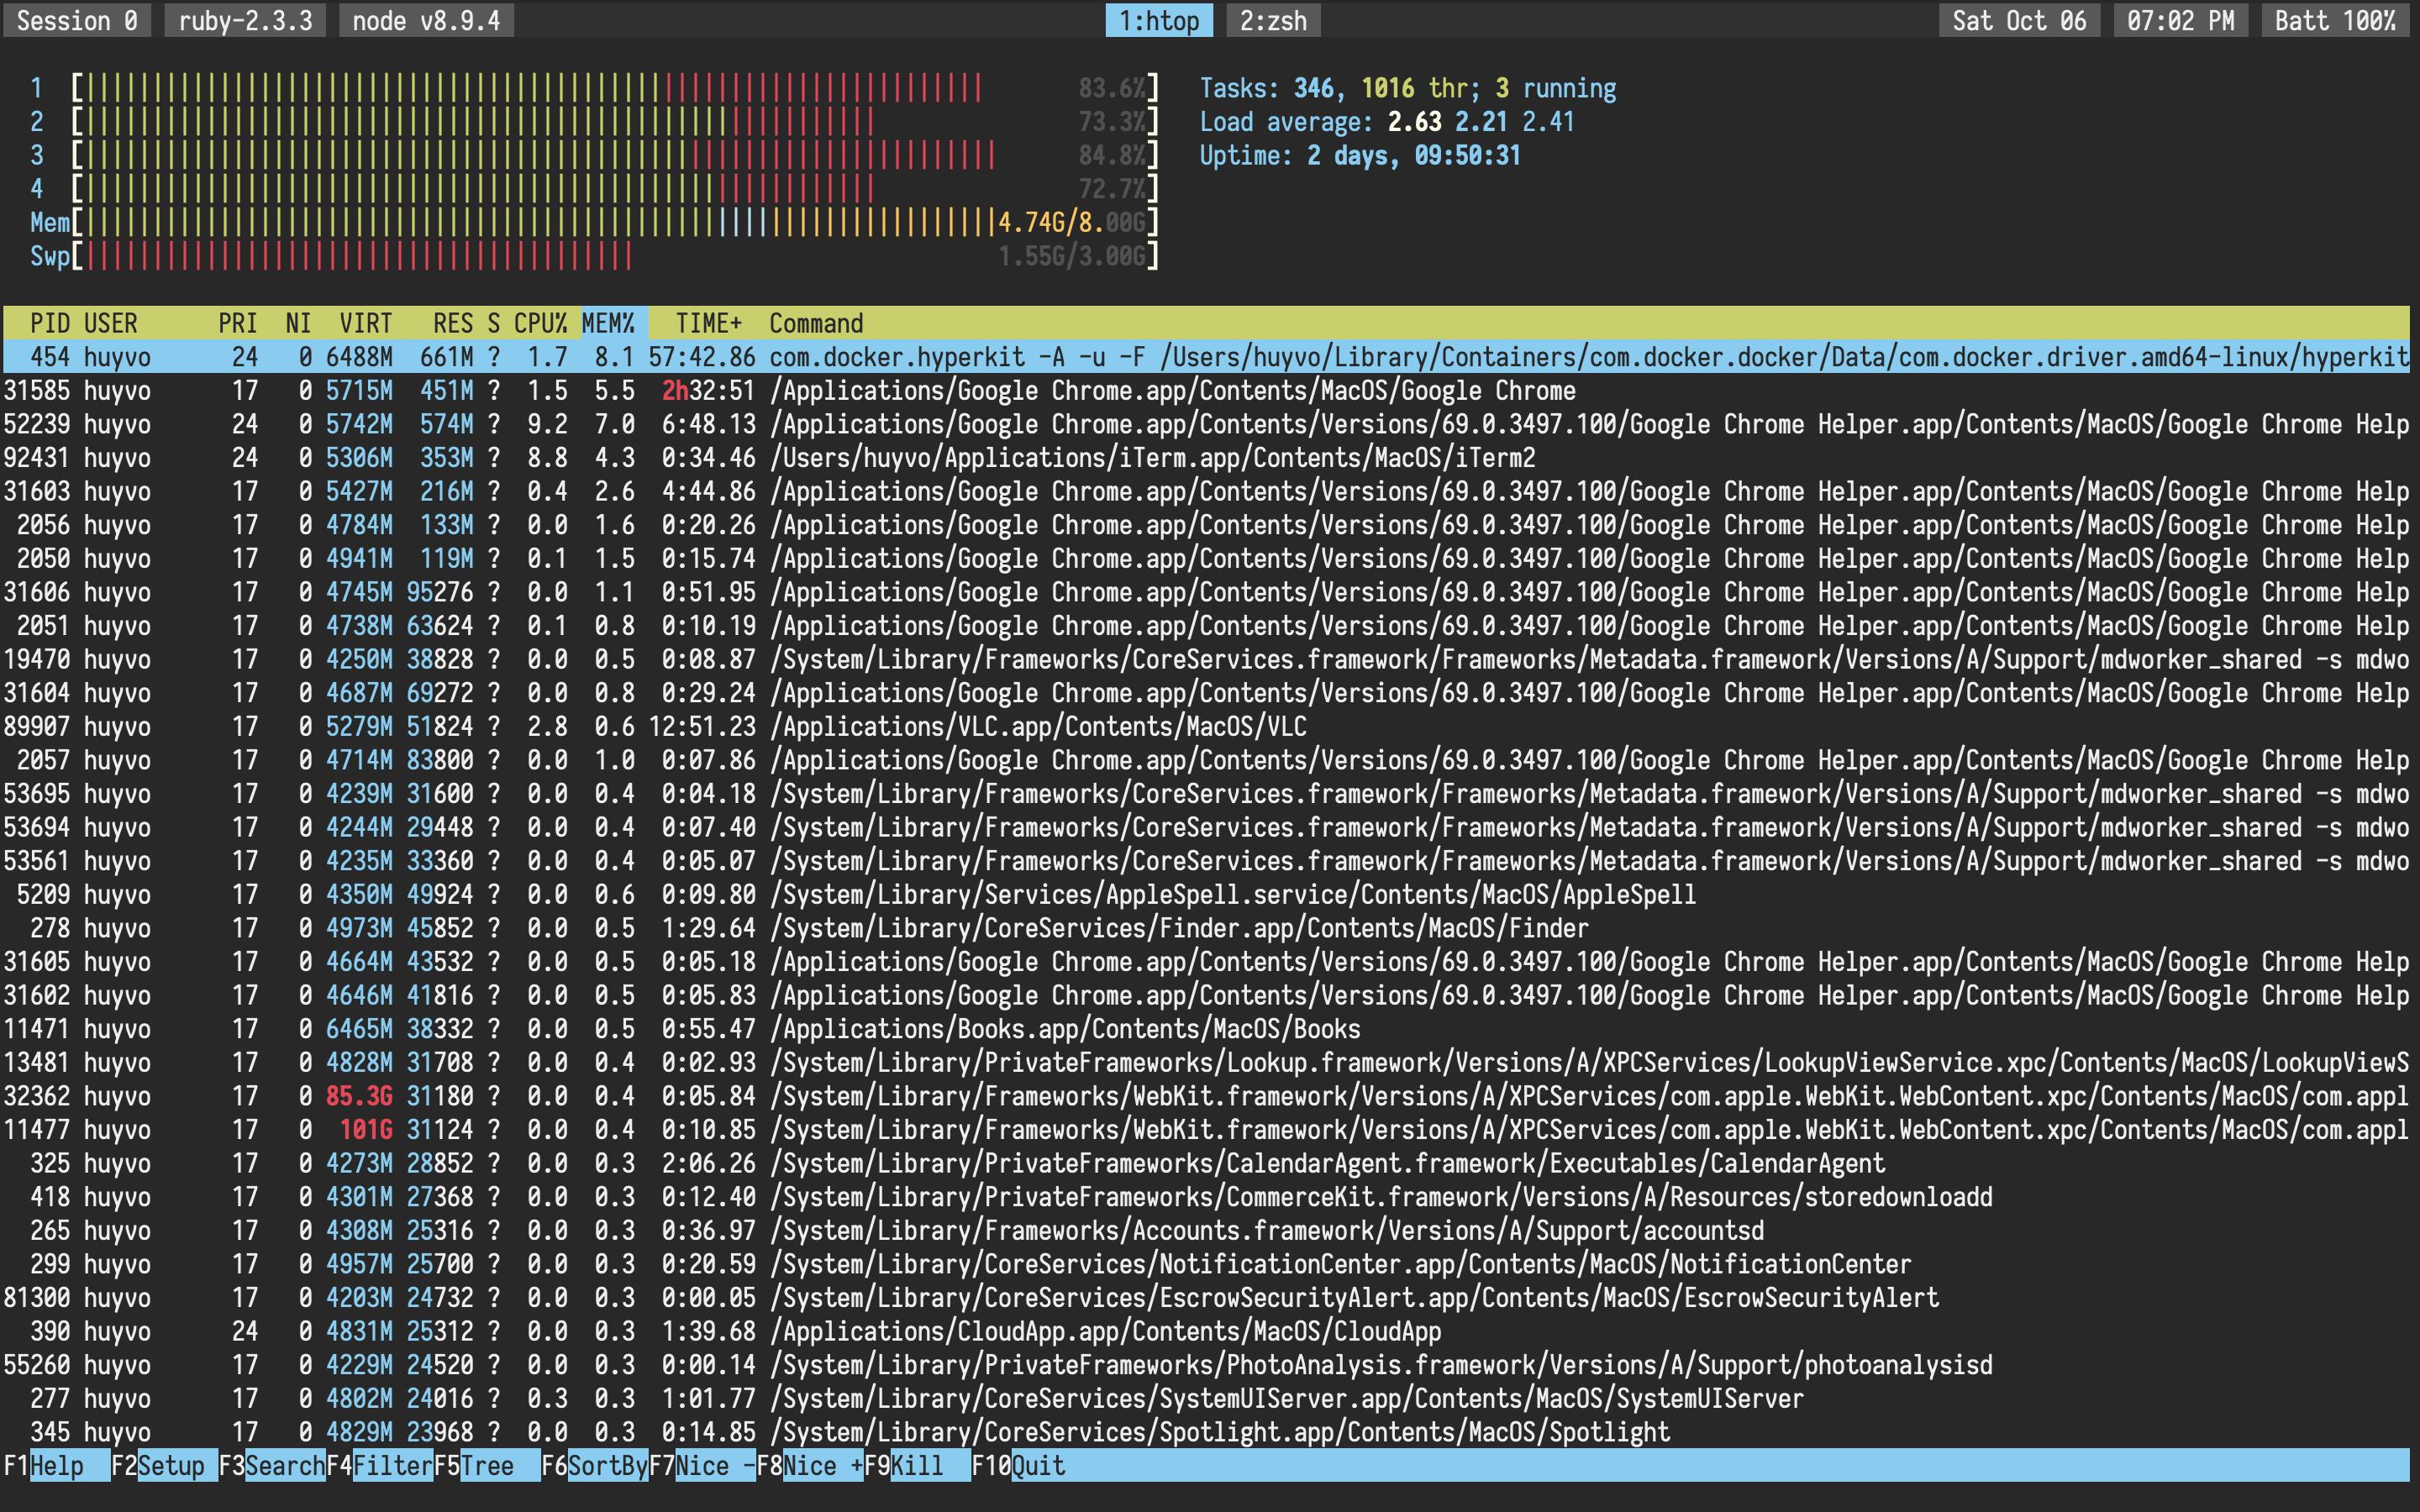 Session 0 ruby-2.3.3 node v8.9.4 1:htop 2:zsh Sat Oct 06 07:02 PM Batt 100%
1 [ 83.6%] Tasks: 346, 1016 thr; 3 running
2 [ 73.3%] Load average: 2.63 2.21 2.41
3 [ 84.8%] Uptime: 2 days, 09:50:31
4 [ 72.7%]
Mem[ 4.74G/8.00G]
Swp[ 1.55G/3.00G]
PID USER PRI NI VIRT RES S CPU% MEM% TIME+ Command
454 huyvo 24 0 6488M 661M ? 1.7 8.1 57:42.86 com.docker.hyperkit -A -u -F /Users/huyvo/Library/Containers/com.docker.docker/Data/com.docker.driver.amd64-linux/hyperkit
31585 huyvo 17 0 5715M 451M ? 1.5 5.5 2h32:51 /Applications/Google Chrome.app/Contents/MacOS/Google Chrome
52239 huyvo 24 0 5742M 574M ? 9.2 7.0 6:48.13 /Applications/Google Chrome.app/Contents/Versions/69.0.3497.100/Google Chrome Helper.app/Contents/MacOS/Google Chrome Help
92431 huyvo 24 0 5306M 353M ? 8.8 4.3 0:34.46 /Users/huyvo/Applications/iTerm.app/Contents/MacOS/iTerm2
31603 huyvo 17 0 5427M 216M ? 0.4 2.6 4:44.86 /Applications/Google Chrome.app/Contents/Versions/69.0.3497.100/Google Chrome Helper.app/Contents/MacOS/Google Chrome Help
2056 huyvo 17 0 4784M 133M ? 0.0 1.6 0:20.26 /Applications/Google Chrome.app/Contents/Versions/69.0.3497.100/Google Chrome Helper.app/Contents/MacOS/Google Chrome Help
2050 huyvo 17 0 4941M 119M ? 0.1 1.5 0:15.74 /Applications/Google Chrome.app/Contents/Versions/69.0.3497.100/Google Chrome Helper.app/Contents/MacOS/Google Chrome Help
31606 huyvo 17 0 4745M 95276 ? 0.0 1.1 0:51.95 /Applications/Google Chrome.app/Contents/Versions/69.0.3497.100/Google Chrome Helper.app/Contents/MacOS/Google Chrome Help
2051 huyvo 17 0 4738M 63624 ? 0.1 0.8 0:10.19 /Applications/Google Chrome.app/Contents/Versions/69.0.3497.100/Google Chrome Helper.app/Contents/MacOS/Google Chrome Help
19470 huyvo 17 0 4250M 38828 ? 0.0 0.5 0:08.87 /System/Library/Frameworks/CoreServices.framework/Frameworks/Metadata.framework/Versions/A/Support/mdworker_shared -s mdwo
31604 huyvo 17 0 4687M 69272 ? 0.0 0.8 0:29.24 /Applications/Google Chrome.app/Contents/Versions/69.0.3497.100/Google Chrome Helper.app/Contents/MacOS/Google Chrome Help
89907 huyvo 17 0 5279M 51824 ? 2.8 0.6 12:51.23 /Applications/VLC.app/Contents/MacOS/VLC
2057 huyvo 17 0 4714M 83800 ? 0.0 1.0 0:07.86 /Applications/Google Chrome.app/Contents/Versions/69.0.3497.100/Google Chrome Helper.app/Contents/MacOS/Google Chrome Help
53695 huyvo 17 0 4239M 31600 ? 0.0 0.4 0:04.18 /System/Library/Frameworks/CoreServices.framework/Frameworks/Metadata.framework/Versions/A/Support/mdworker_shared -s mdwo
53694 huyvo 17 0 4244M 29448 ? 0.0 0.4 0:07.40 /System/Library/Frameworks/CoreServices.framework/Frameworks/Metadata.framework/Versions/A/Support/mdworker_shared -s mdwo
53561 huyvo 17 0 4235M 33360 ? 0.0 0.4 0:05.07 /System/Library/Frameworks/CoreServices.framework/Frameworks/Metadata.framework/Versions/A/Support/mdworker_shared -s mdwo
5209 huyvo 17 0 4350M 49924 ? 0.0 0.6 0:09.80 /System/Library/Services/AppleSpell.service/Contents/MacOS/AppleSpell
278 huyvo 17 0 4973M 45852 ? 0.0 0.5 1:29.64 /System/Library/CoreServices/Finder.app/Contents/MacOS/Finder
31605 huyvo 17 0 4664M 43532 ? 0.0 0.5 0:05.18 /Applications/Google Chrome.app/Contents/Versions/69.0.3497.100/Google Chrome Helper.app/Contents/MacOS/Google Chrome Help
31602 huyvo 17 0 4646M 41816 ? 0.0 0.5 0:05.83 /Applications/Google Chrome.app/Contents/Versions/69.0.3497.100/Google Chrome Helper.app/Contents/MacOS/Google Chrome Help
11471 huyvo 17 0 6465M 38332 ? 0.0 0.5 0:55.47 /Applications/Books.app/Contents/MacOS/Books
13481 huyvo 17 0 4828M 31708 ? 0.0 0.4 0:02.93 /System/Library/PrivateFrameworks/Lookup.framework/Versions/A/XPCServices/LookupViewService.xpc/Contents/MacOS/LookupViewS
32362 huyvo 17 0 85.3G 31180 ? 0.0 0.4 0:05.84 /System/Library/Frameworks/WebKit.framework/Versions/A/XPCServices/com.apple.WebKit.WebContent.xpc/Contents/MacOS/com.appl
11477 huyvo 17 0 101G 31124 ? 0.0 0.4 0:10.85 /System/Library/Frameworks/WebKit.framework/Versions/A/XPCServices/com.apple.WebKit.WebContent.xpc/Contents/MacOS/com.appl
325 huyvo 17 0 4273M 28852 ? 0.0 0.3 2:06.26 /System/Library/PrivateFrameworks/CalendarAgent.framework/Executables/CalendarAgent
418 huyvo 17 0 4301M 27368 ? 0.0 0.3 0:12.40 /System/Library/PrivateFrameworks/CommerceKit.framework/Versions/A/Resources/storedownloadd
265 huyvo 17 0 4308M 25316 ? 0.0 0.3 0:36.97 /System/Library/Frameworks/Accounts.framework/Versions/A/Support/accountsd
299 huyvo 17 0 4957M 25700 ? 0.0 0.3 0:20.59 /System/Library/CoreServices/NotificationCenter.app/Contents/MacOS/NotificationCenter
81300 huyvo 17 0 4203M 24732 ? 0.0 0.3 0:00.05 /System/Library/CoreServices/EscrowSecurityAlert.app/Contents/MacOS/EscrowSecurityAlert
390 huyvo 24 0 4831M 25312 ? 0.0 0.3 1:39.68 /Applications/CloudApp.app/Contents/MacOS/CloudApp
55260 huyvo 17 0 4229M 24520 ? 0.0 0.3 0:00.14 /System/Library/PrivateFrameworks/PhotoAnalysis.framework/Versions/A/Support/photoanalysisd
277 huyvo 17 0 4802M 24016 ? 0.3 0.3 1:01.77 /System/Library/CoreServices/SystemUIServer.app/Contents/MacOS/SystemUIServer
345 huyvo 17 0 4829M 23968 ? 0.0 0.3 0:14.85 /System/Library/CoreServices/Spotlight.app/Contents/MacOS/Spotlight
F1Help F2Setup F3SearchF4FilterF5Tree F6SortByF7Nice -F8Nice +F9Kill F10Quit